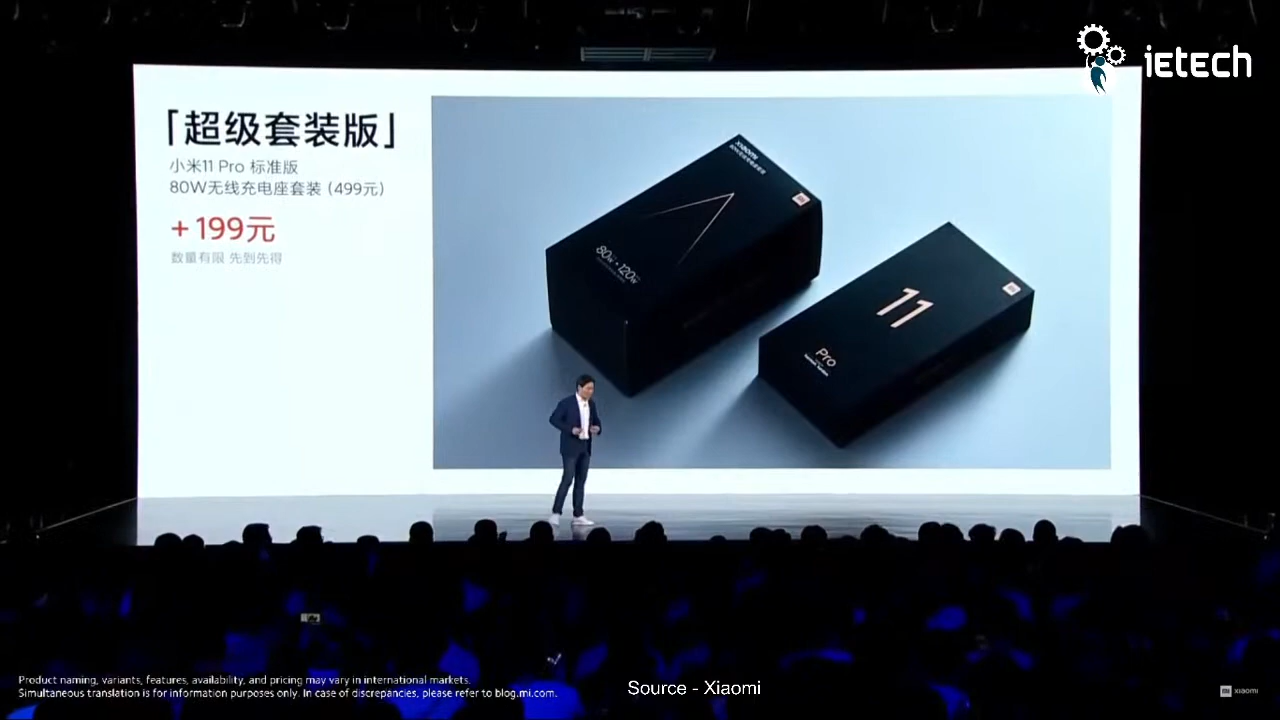 ietech
「超级套装版」
小米11 Pro 标准版
80W无线充电座套装（499元）
+199元
数量有限 先到先得
xiaomi
80W • 120W
11
Pro
Product naming, variants, features, availability, and pricing may vary in international markets.
Simultaneous translation is for information purposes only. In case of discrepancies, please refer to blog.mi.com.
Source - Xiaomi
xiaomi